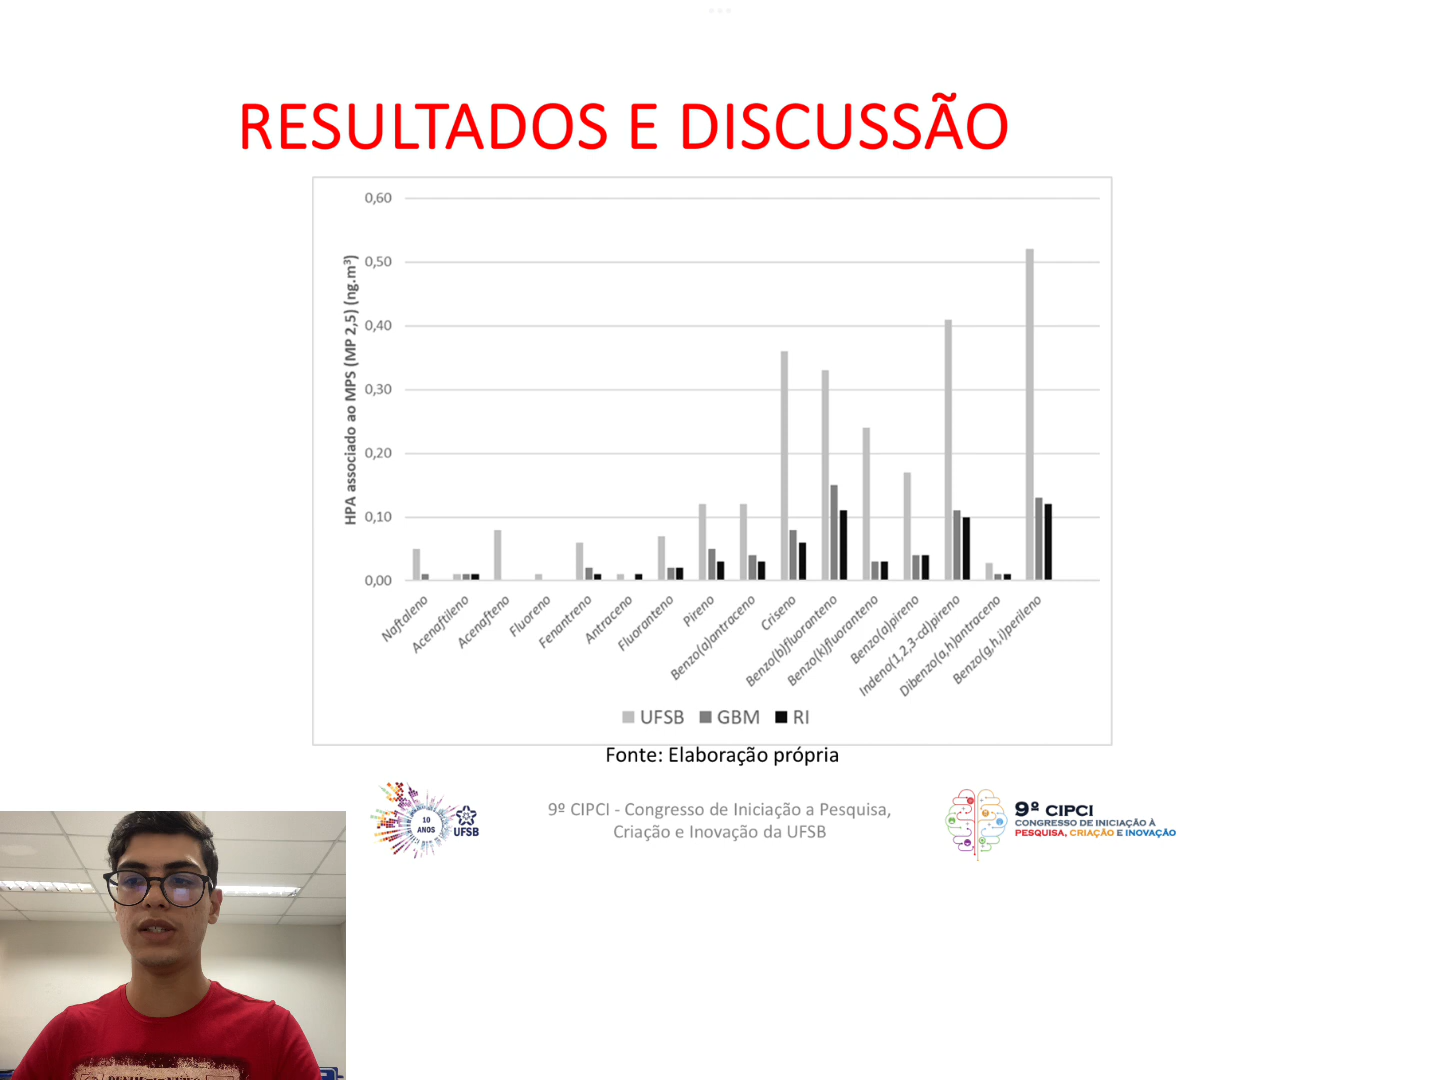 RESULTADOS E DISCUSSÃO
0,60
0,50
0,40
0,30
0,20
0,10
0,00
HPA associado ao MPS (MP 2,5) (ng.m³)
Naftaleno
Acenaftileno
Acenafteno
Fluoreno
Fenantreno
Antraceno
Fluoranteno
Pireno
Benzo(a)antraceno
Criseno
Benzo(b)fluoranteno
Benzo(k)fluoranteno
Benzo(a)pireno
Indeno(1,2,3-cd)pireno
Dibenzo(a,h)antraceno
Benzo(g,h,i)perileno
UFSB GBM RI
Fonte: Elaboração própria
10
ANOS
UFSB
9º CIPCI - Congresso de Iniciação a Pesquisa,
Criação e Inovação da UFSB
9º CIPCI
CONGRESSO DE INICIAÇÃO À
PESQUISA, CRIAÇÃO E INOVAÇÃO